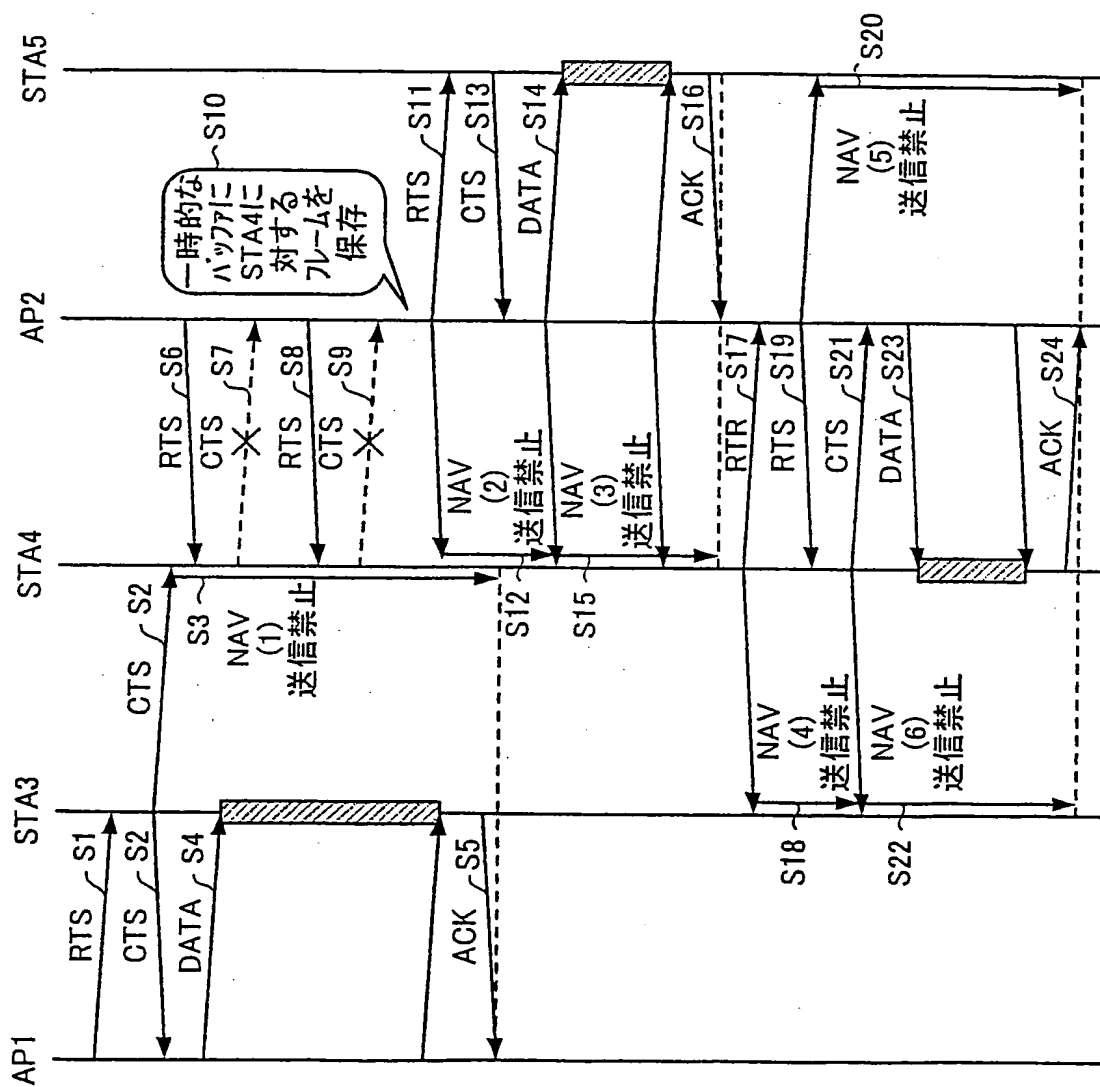 AP1
STA3
STA4
AP2
STA5
RTS S1
CTS S2
CTS S2
DATA S4
S3
NAV
(1)
送信禁止
ACK S5
RTS S6
CTS S7
RTS S8
CTS S9
一時的な
バッファに
STA4に
対する
フレームを
保存
S10
RTS S11
NAV
(2)
送信禁止
S12
CTS S13
DATA S14
NAV
(3)
送信禁止
S15
ACK S16
RTR S17
NAV
(4)
送信禁止
S18
RTS S19
NAV
(5)
送信禁止
S20
CTS S21
NAV
(6)
送信禁止
S22
DATA S23
ACK S24